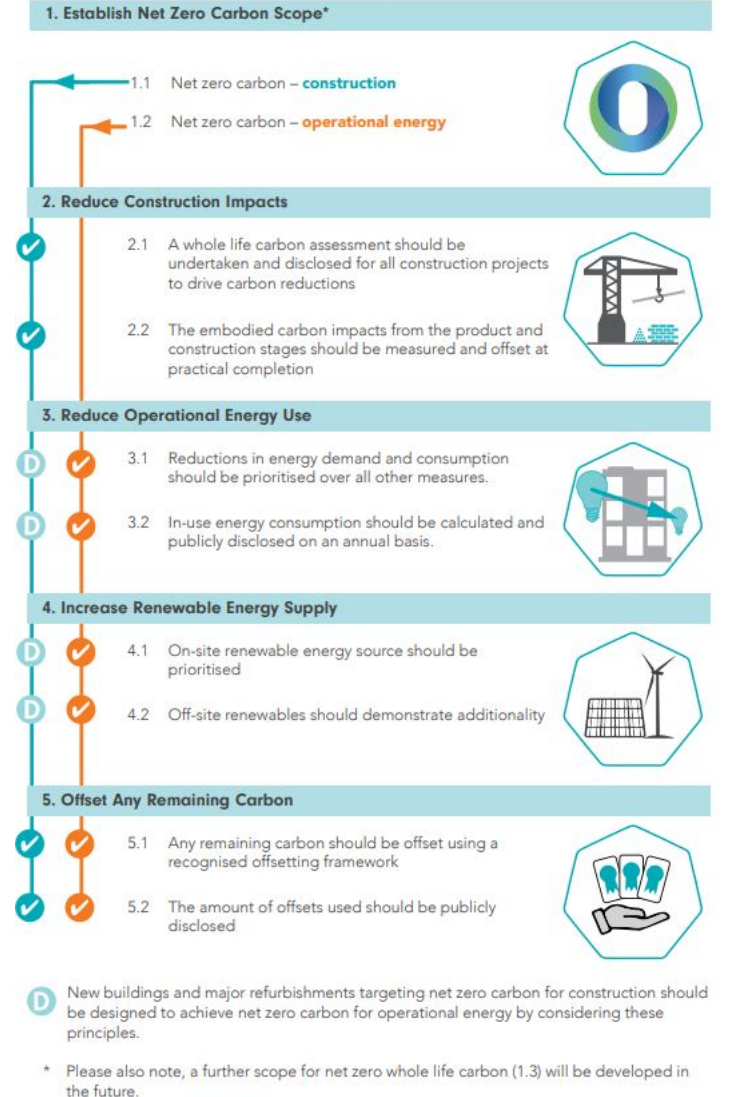 1. Establish Net Zero Carbon Scope*
1.1 Net zero carbon – construction
1.2 Net zero carbon – operational energy
2. Reduce Construction Impacts
2.1 A whole life carbon assessment should be
undertaken and disclosed for all construction projects
to drive carbon reductions
2.2 The embodied carbon impacts from the product and
construction stages should be measured and offset at
practical completion
3. Reduce Operational Energy Use
D 3.1 Reductions in energy demand and consumption
should be prioritised over all other measures.
D 3.2 In-use energy consumption should be calculated and
publicly disclosed on an annual basis.
4. Increase Renewable Energy Supply
D 4.1 On-site renewable energy source should be
prioritised
D 4.2 Off-site renewables should demonstrate additionality
5. Offset Any Remaining Carbon
5.1 Any remaining carbon should be offset using a
recognised offsetting framework
5.2 The amount of offsets used should be publicly
disclosed
D New buildings and major refurbishments targeting net zero carbon for construction should
be designed to achieve net zero carbon for operational energy by considering these
principles.
* Please also note, a further scope for net zero whole life carbon (1.3) will be developed in
the future.